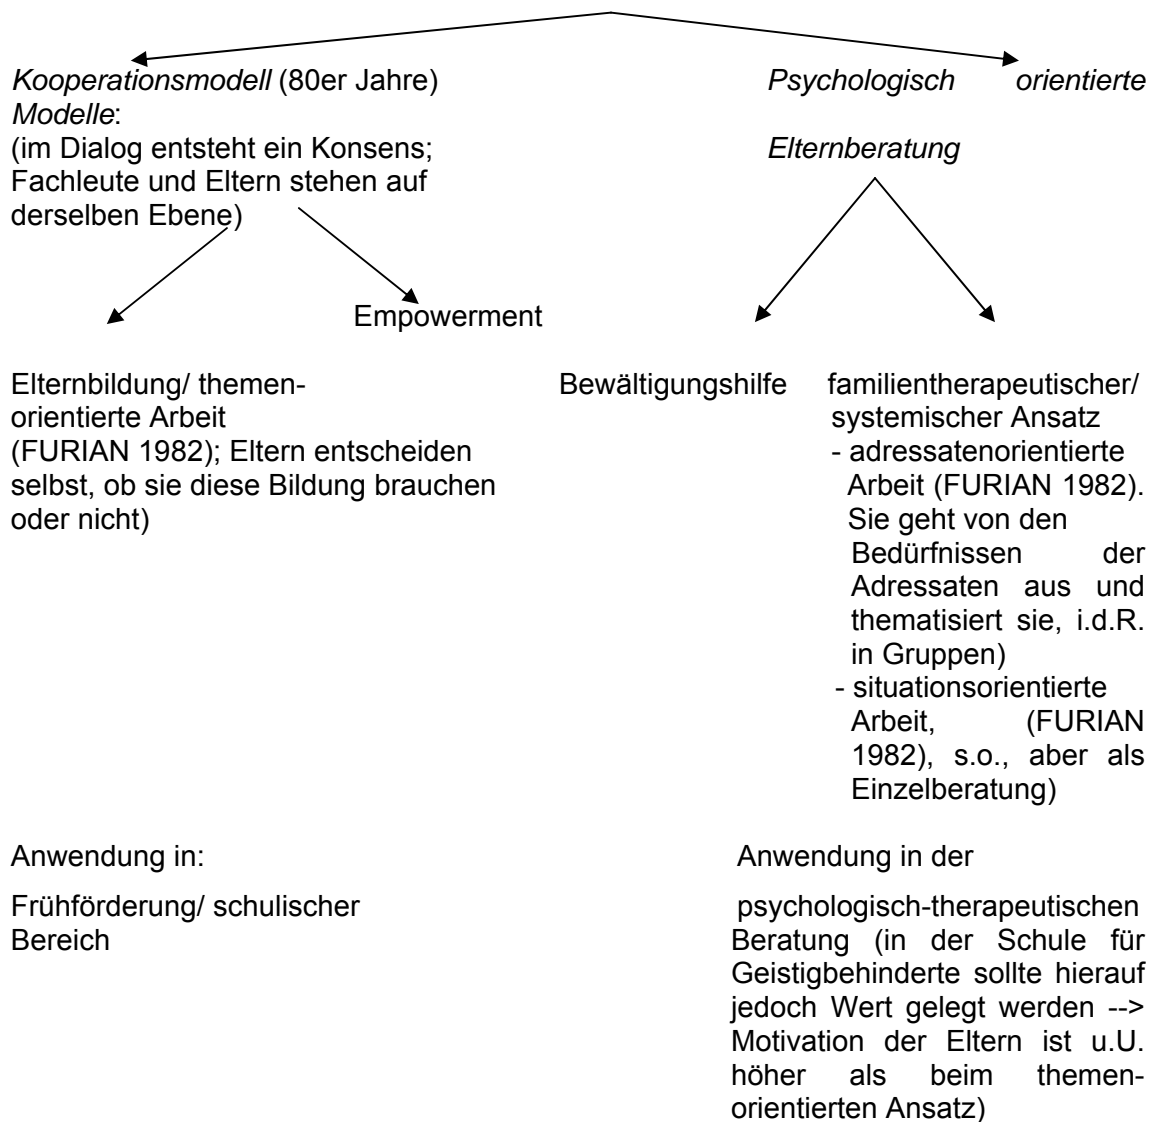 Kooperationsmodell (80er Jahre)
Modelle:
(im Dialog entsteht ein Konsens;
Fachleute und Eltern stehen auf
derselben Ebene)
Psychologisch orientierte
Elternberatung
Empowerment
Elternbildung/ themen-
orientierte Arbeit
(FURIAN 1982); Eltern entscheiden
selbst, ob sie diese Bildung brauchen
oder nicht)
Bewältigungshilfe
familientherapeutischer/
systemischer Ansatz
- adressatenorientierte
Arbeit (FURIAN 1982).
Sie geht von den
Bedürfnissen der
Adressaten aus und
thematisiert sie, i.d.R.
in Gruppen)
- situationsorientierte
Arbeit, (FURIAN
1982), s.o., aber als
Einzelberatung)
Anwendung in:
Frühförderung/ schulischer
Bereich
Anwendung in der
psychologisch-therapeutischen
Beratung (in der Schule für
Geistigbehinderte sollte hierauf
jedoch Wert gelegt werden -->
Motivation der Eltern ist u.U.
höher als beim themen-
orientierten Ansatz)